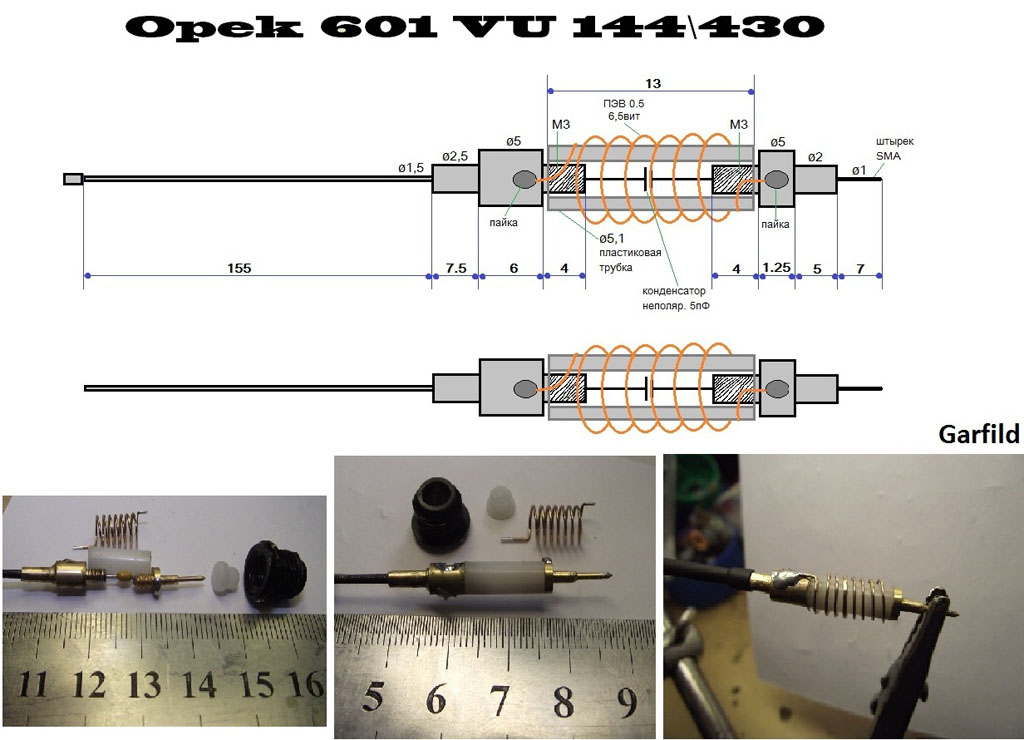 Opek 601 VU 144\430
13
ПЭВ 0.5
6,5вит
M3
M3
ø5
ø5
штырек
SMA
ø2,5
ø2
ø1,5
ø1
пайка
пайка
ø5,1
пластиковая
трубка
155
7.5
6
4
4
1.25
5
7
конденсатор
неполяр. 5пФ
Garfild
11 12 13 14 15 16
5 6 7 8 9